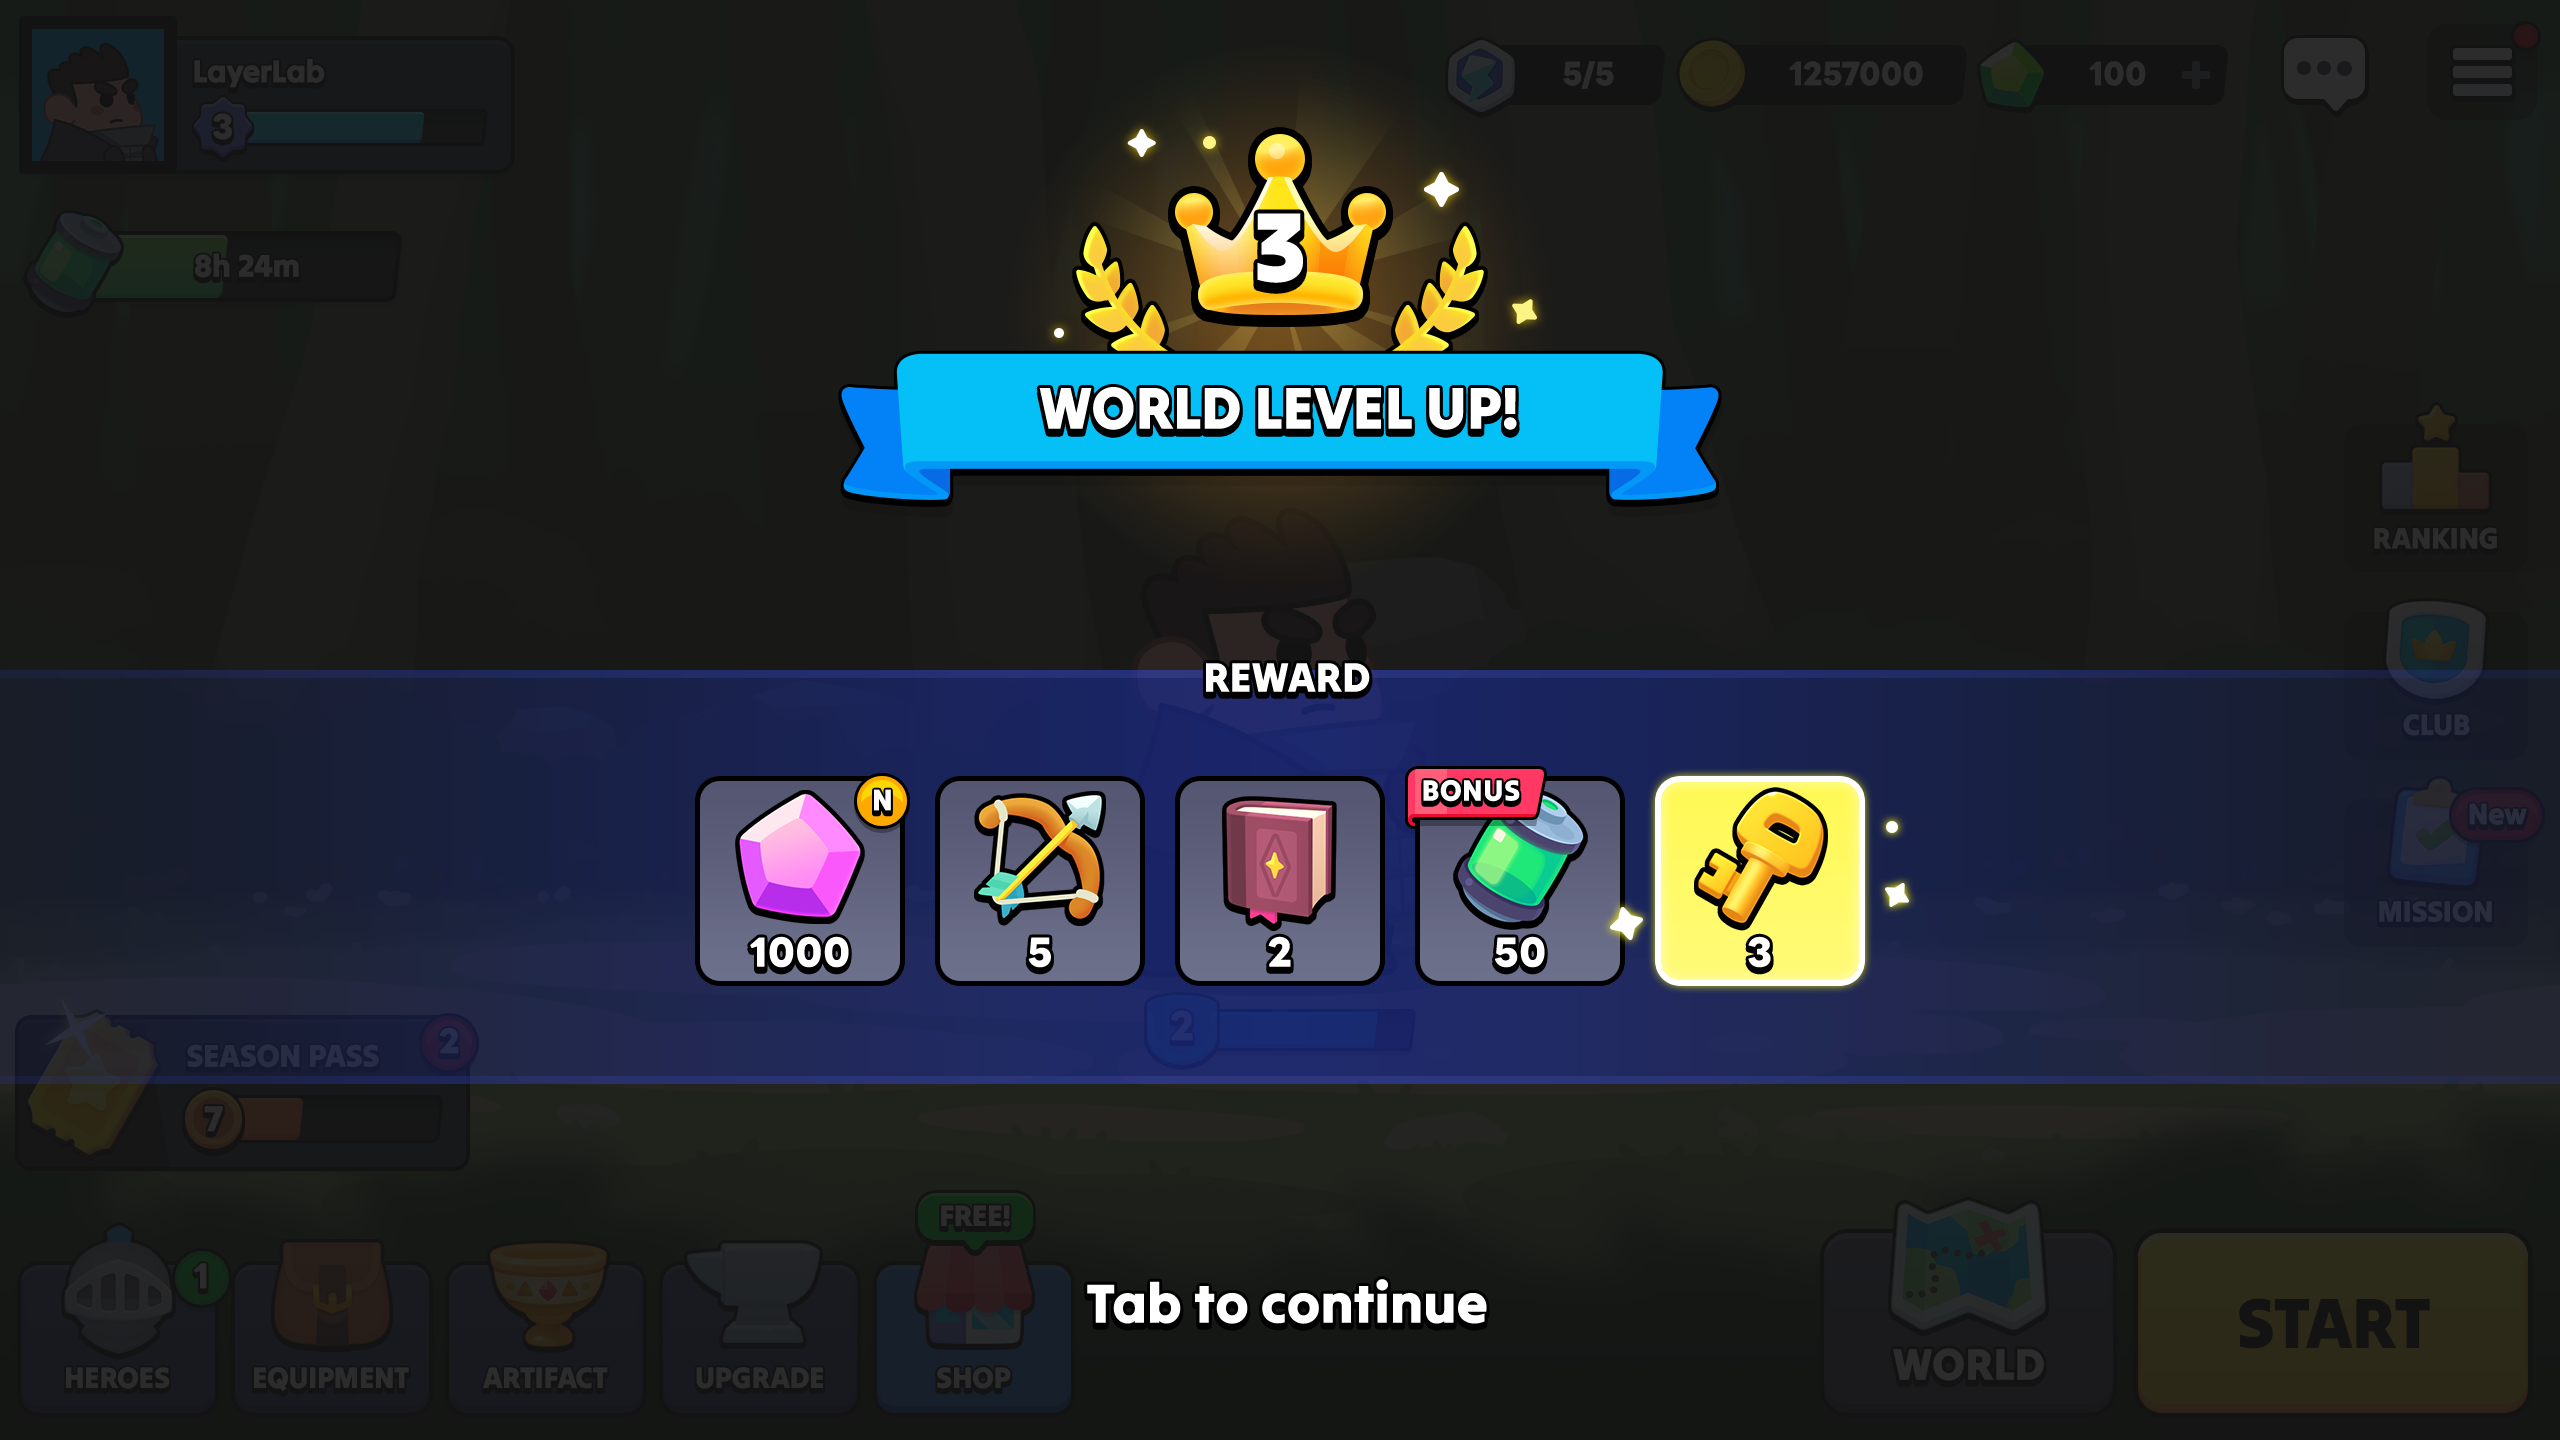 LayerLab
3
5/5
1257000
100
8h 24m
3
WORLD LEVEL UP!
RANKING
CLUB
New
MISSION
REWARD
N
1000
5
2
BONUS
50
3
2
SEASON PASS
2
7
FREE!
1
HEROES
EQUIPMENT
ARTIFACT
UPGRADE
SHOP
Tab to continue
WORLD
START